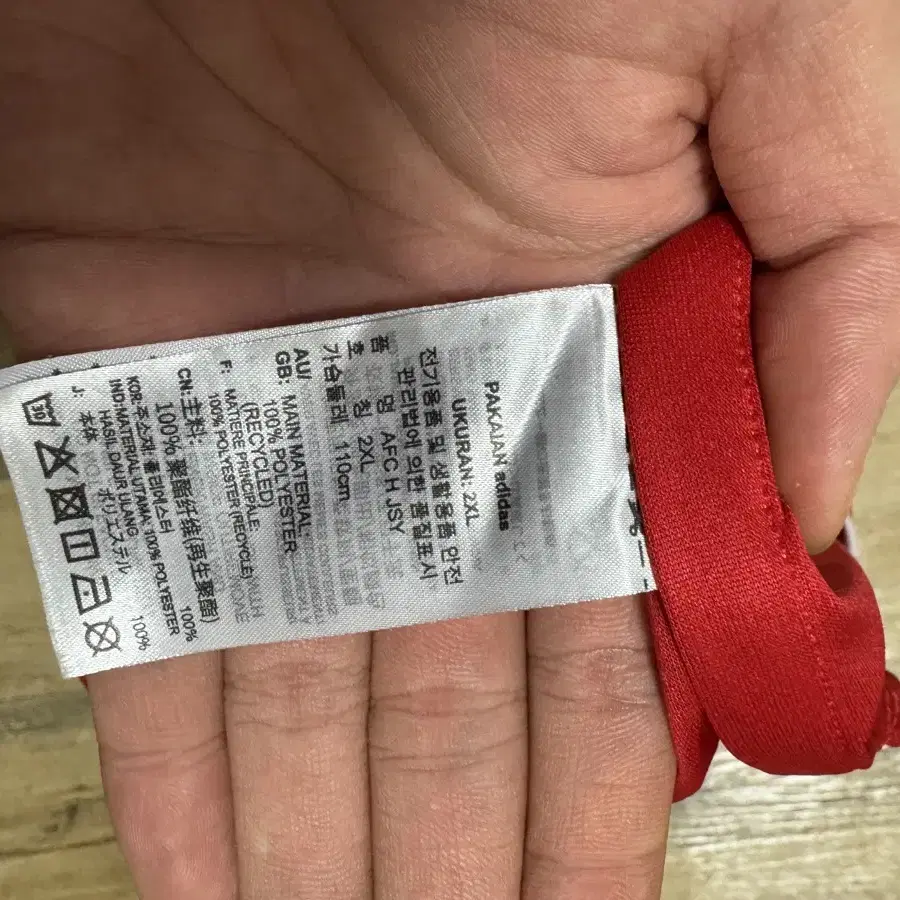 PAKAIAN adidas
UKURAN: 2XL
전기용품 및 생활용품 안전
관리법에 의한 품질표시
품 명 AFC H JSY
호 칭 2XL
가슴둘레 110cm
AU/
GB: MAIN MATERIAL:
100% POLYESTER
(RECYCLED)
F: MATIERE PRINCIPALE
100% POLYESTER (RECYCLE)
CN:主料:
100% 聚酯纤维(再生聚酯)
KOR:주소재: 폴리에스터 100%
IND:MATERIAL UTAMA: 100% POLYESTER
HASIL DAUR ULANG
J: 本体 ポリエステル 100%
30